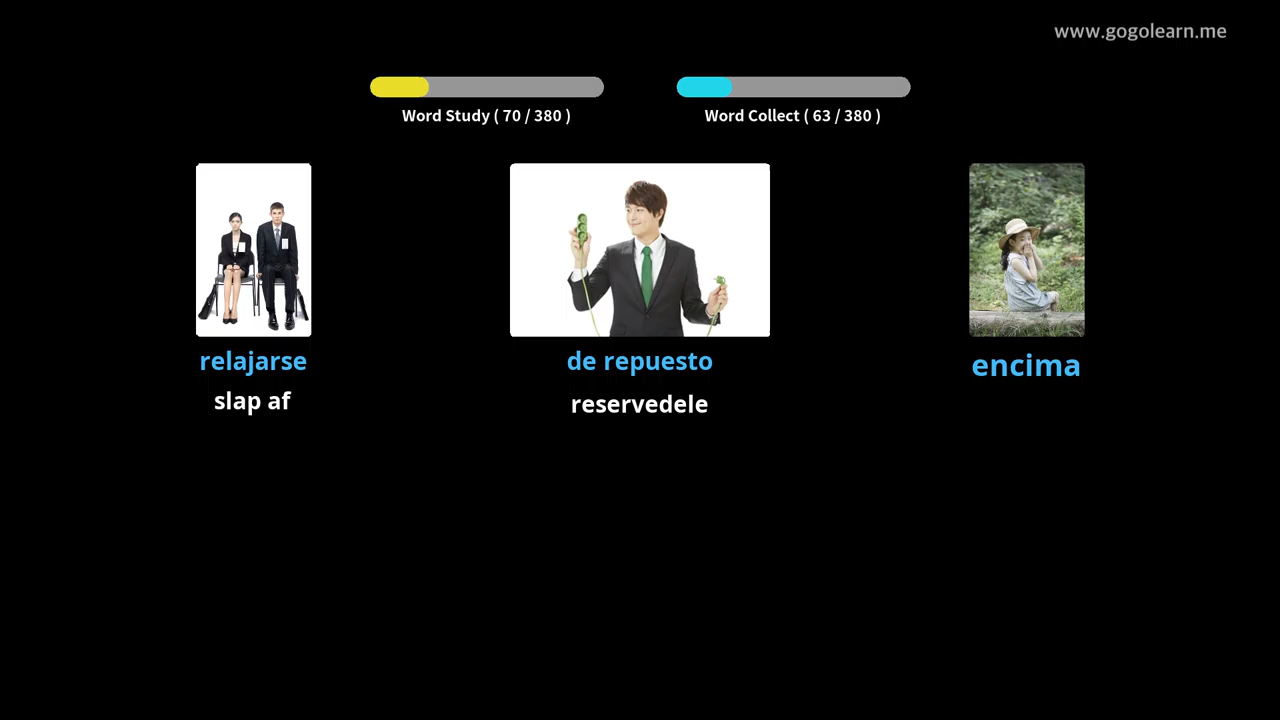 www.gogolearn.me
Word Study ( 70 / 380 )
Word Collect ( 63 / 380 )
relajarse
slap af
de repuesto
reservedele
encima